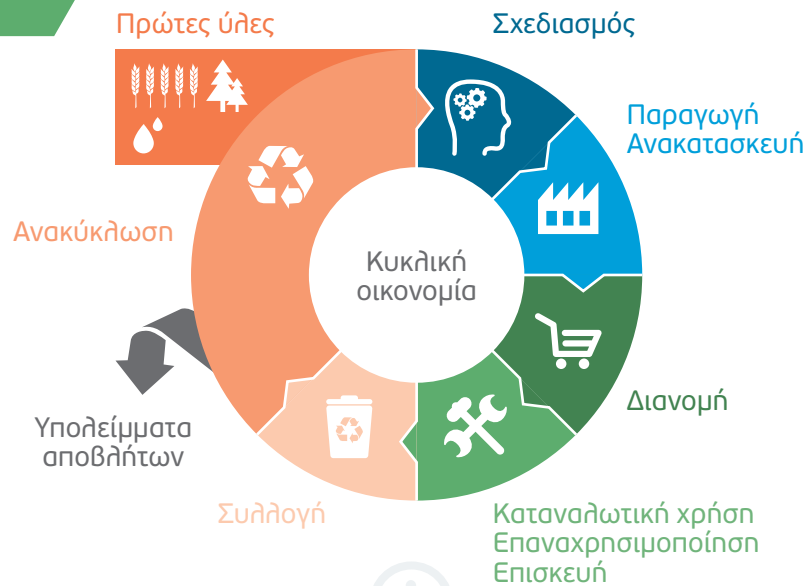 Πρώτες ύλες
Σχεδιασμός
Παραγωγή
Ανακατασκευή
Ανακύκλωση
Κυκλική
οικονομία
Διανομή
Υπολείμματα
αποβλήτων
Συλλογή
Καταναλωτική χρήση
Επαναχρησιμοποίηση
Επισκευή